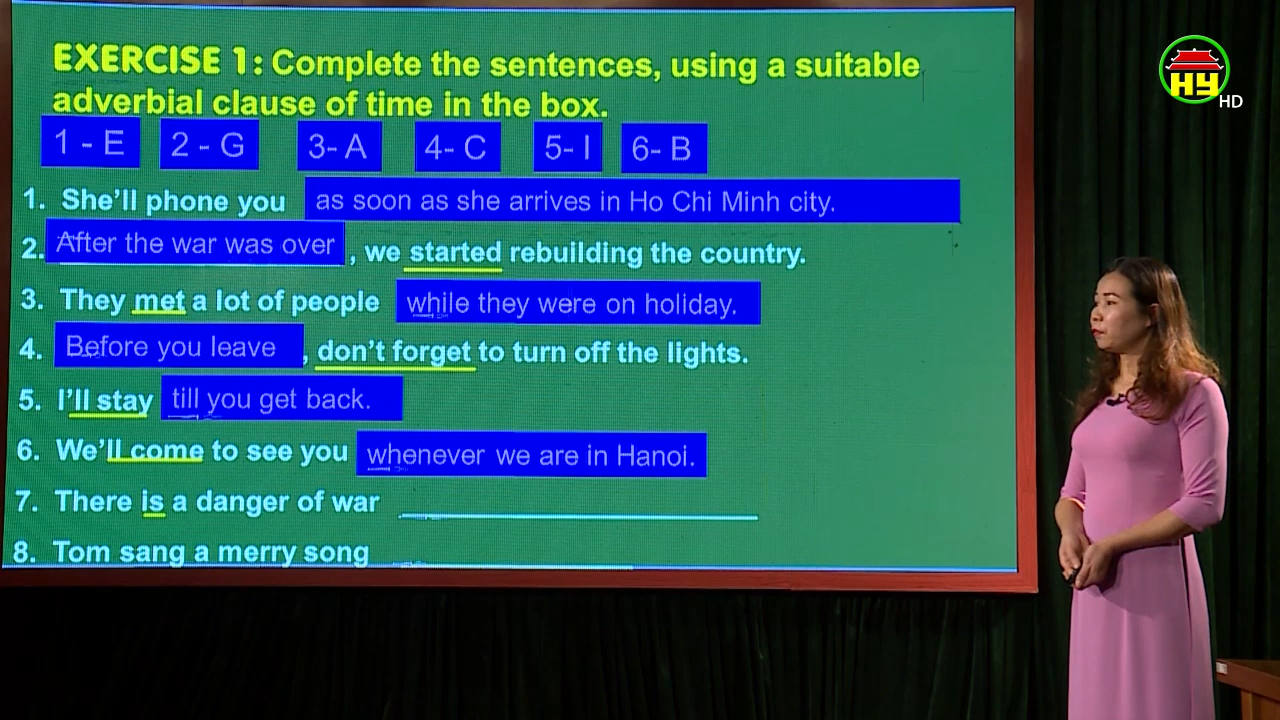 EXERCISE 1: Complete the sentences, using a suitable
adverbial clause of time in the box.
1 - E 2 - G 3- A 4- C 5- I 6- B
1. She'll phone you as soon as she arrives in Ho Chi Minh city.
2. After the war was over, we started rebuilding the country.
3. They met a lot of people while they were on holiday.
4. Before you leave, don't forget to turn off the lights.
5. I'll stay till you get back.
6. We'll come to see you whenever we are in Hanoi.
7. There is a danger of war
8. Tom sang a merry song
HY
HD